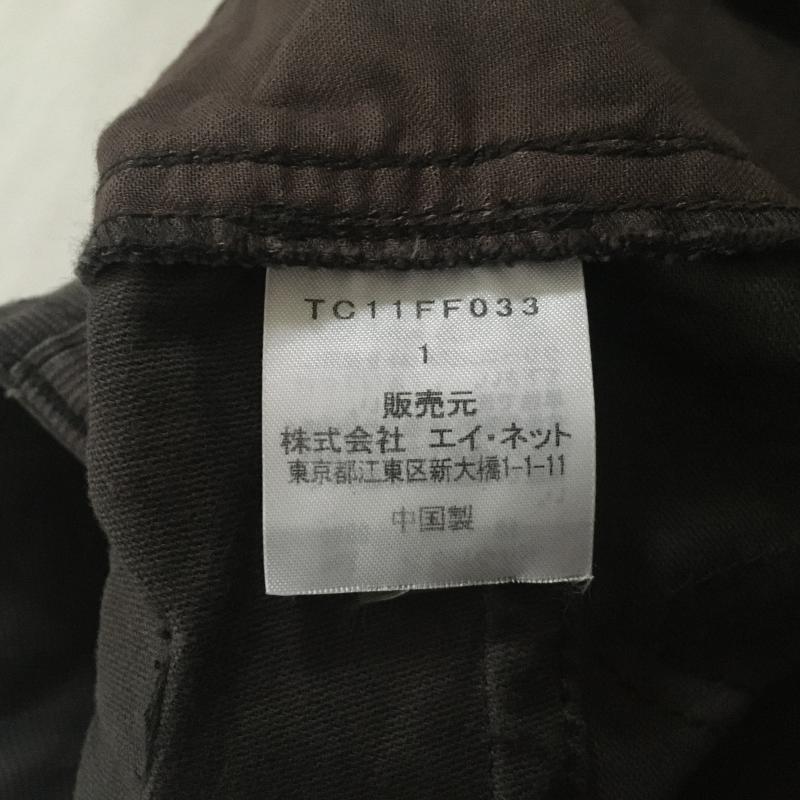 TC11FF033
1
販売元
株式会社 エイ・ネット
東京都江東区新大橋1-1-11
中国製